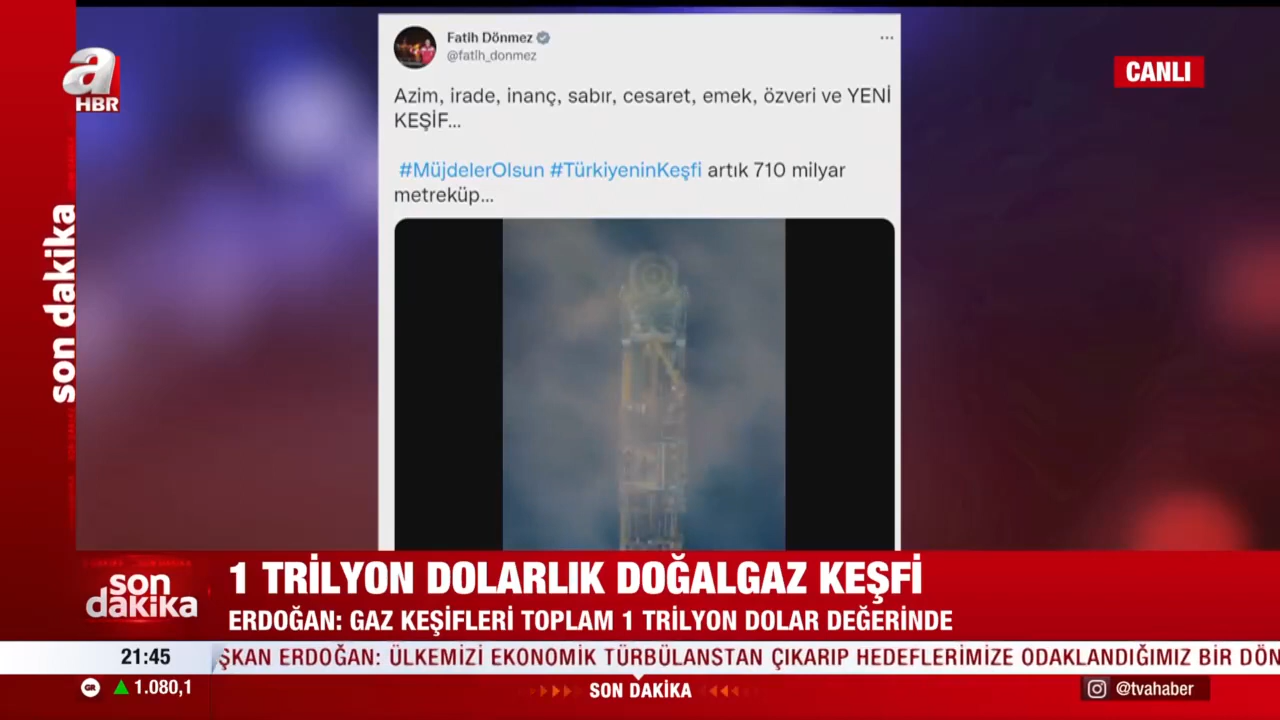 a
HBR
son dakika
Fatih Dönmez
@fatih_donmez
CANLI
Azim, irade, inanç, sabır, cesaret, emek, özveri ve YENİ
KEŞİF...
#MüjdelerOlsun #TürkiyeninKeşfi artık 710 milyar
metreküp...
son
dakika
1 TRİLYON DOLARLIK DOĞALGAZ KEŞFİ
ERDOĞAN: GAZ KEŞİFLERİ TOPLAM 1 TRİLYON DOLAR DEĞERİNDE
21:45
ŞKAN ERDOĞAN: ÜLKEMİZİ EKONOMİK TÜRBÜLANSTAN ÇIKARIP HEDEFLERİMİZE ODAKLANDIĞIMIZ BİR DÖN
GR 1.080,1
SON DAKİKA
@tvahaber